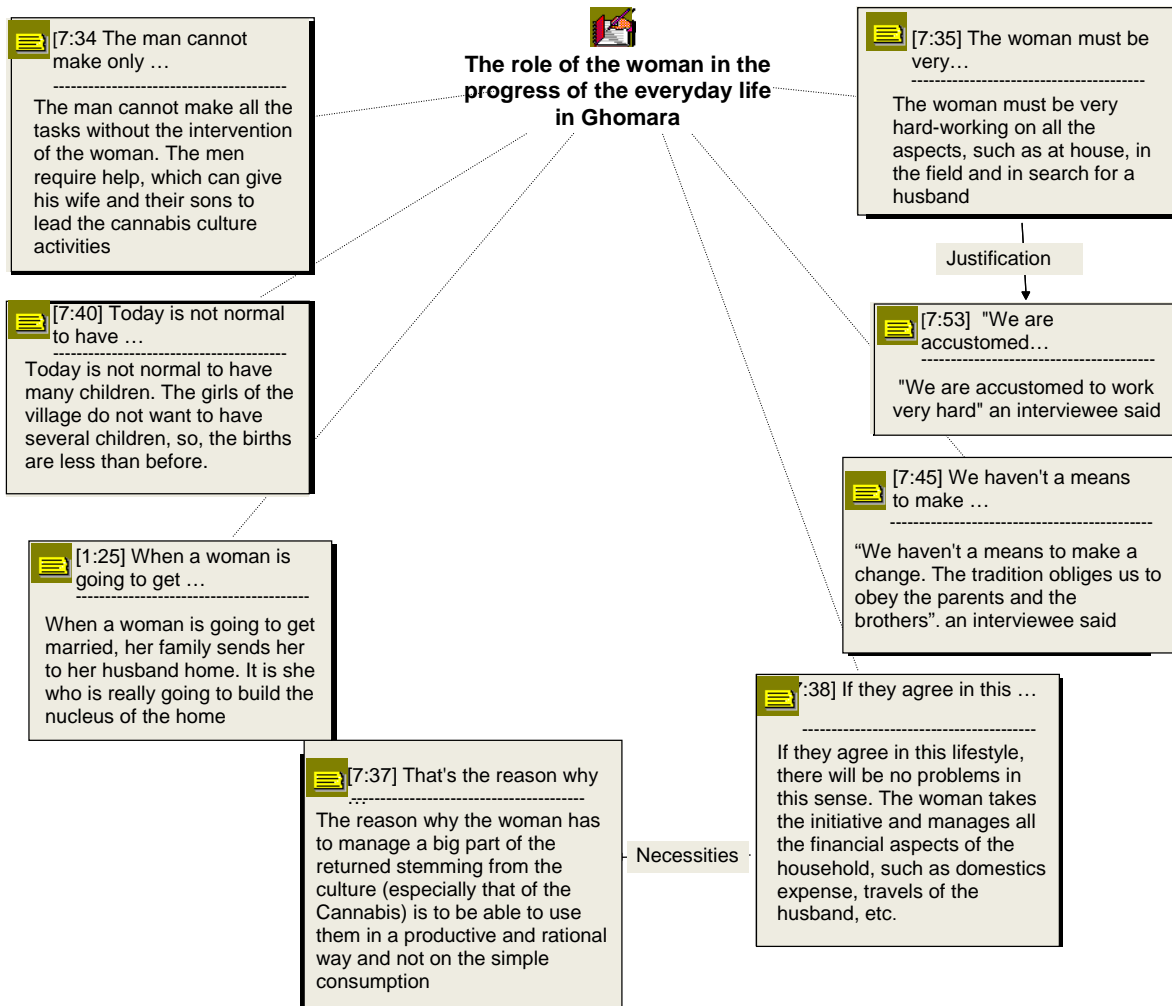 The role of the woman in the
progress of the everyday life
in Ghomara
[7:34 The man cannot
make only …
-----------------------------------------
The man cannot make all the
tasks without the intervention
of the woman. The men
require help, which can give
his wife and their sons to
lead the cannabis culture
activities
[7:40] Today is not normal
to have …
-----------------------------------------
Today is not normal to have
many children. The girls of the
village do not want to have
several children, so, the births
are less than before.
[1:25] When a woman is
going to get …
-----------------------------------------
When a woman is going to get
married, her family sends her
to her husband home. It is she
who is really going to build the
nucleus of the home
[7:37] That's the reason why
…-----------------------------------------
The reason why the woman has
to manage a big part of the
returned stemming from the
culture (especially that of the
Cannabis) is to be able to use
them in a productive and rational
way and not on the simple
consumption
Necessities
[7:35] The woman must be
very…
-----------------------------------------
The woman must be very
hard-working on all the
aspects, such as at house, in
the field and in search for a
husband
Justification
[7:53]  "We are
accustomed…
-----------------------------------------
"We are accustomed to work
very hard" an interviewee said
[7:45] We haven't a means
to make …
----------------------------------------------
“We haven't a means to make a
change. The tradition obliges us to
obey the parents and the
brothers”. an interviewee said
7:38] If they agree in this …
-----------------------------------------
If they agree in this lifestyle,
there will be no problems in
this sense. The woman takes
the initiative and manages all
the financial aspects of the
household, such as domestics
expense, travels of the
husband, etc.